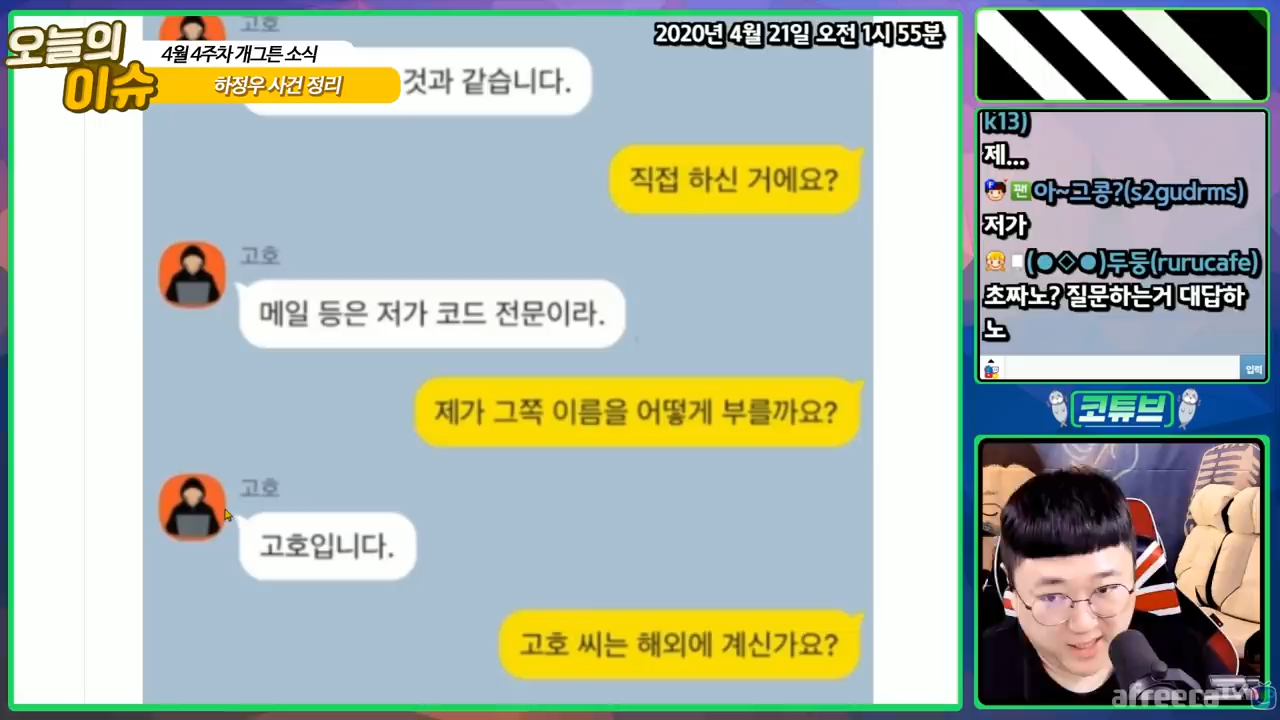 오늘의
이슈
4월 4주차 개그튼 소식
하정우 사건 정리
2020년 4월 21일 오전 1시 55분
고호
것과 같습니다.
직접 하신 거에요?
고호
메일 등은 저가 코드 전문이라.
제가 그쪽 이름을 어떻게 부를까요?
고호
고호입니다.
고호 씨는 해외에 계신가요?
k13)
제...
팬 아~그콩?(s2gudrms)
저가
(●◇●)두둥(rurucafe)
초짜노? 질문하는거 대답하
노
입력
코튜브
afreecaTV